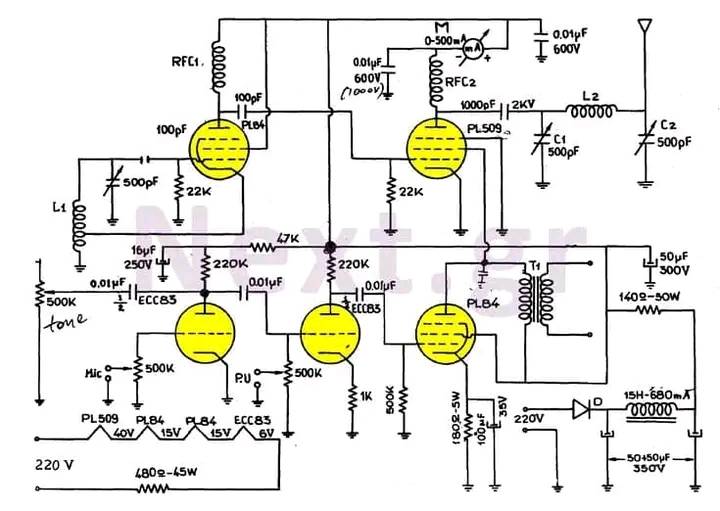 M
0-500mA
mA
- +
0.01µF
600V
RFC1
0.01µF
600V
(1000V)
RFC2
100pF
100pF
PL84
1000pF
2KV
L2
PL509
C1
500pF
C2
500pF
500pF
22K
22K
L1
Next.gr
47K
16µF
250V
220K
220K
50µF
300V
T1
0.01µF
0.01µF
0.01µF
1/2
ECC83
ECC83
PL84
140Ω-50W
500K
tone
Mic
500K
P.U
500K
1K
500K
180Ω-5W
100µF
35V
220V
D
15H-680mA
50+50µF
350V
PL509
PL84
PL84
ECC83
40V
15V
15V
6V
220 V
480Ω-45W